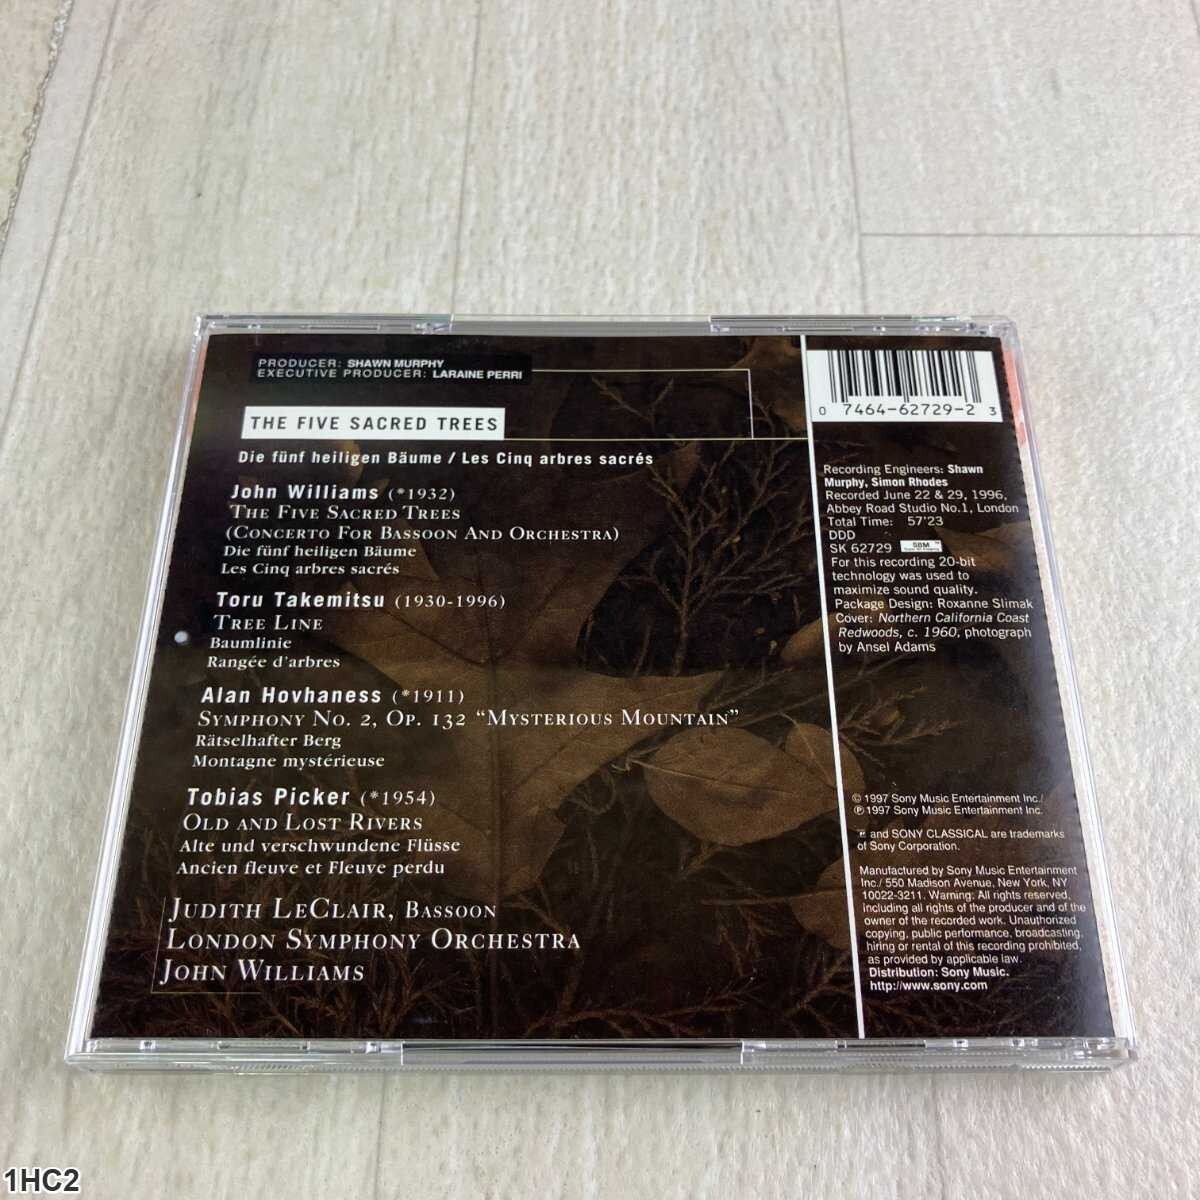 PRODUCER: SHAWN MURPHY
EXECUTIVE PRODUCER: LARAINE PERRI
THE FIVE SACRED TREES
Die fünf heiligen Bäume / Les Cinq arbres sacrés
John Williams (*1932)
THE FIVE SACRED TREES
(CONCERTO FOR BASSOON AND ORCHESTRA)
Die fünf heiligen Bäume
Les Cinq arbres sacrés
Toru Takemitsu (1930-1996)
TREE LINE
Baumlinie
Rangée d'arbres
Alan Hovhaness (*1911)
SYMPHONY NO. 2, OP. 132 "MYSTERIOUS MOUNTAIN"
Rätselhafter Berg
Montagne mystérieuse
Tobias Picker (*1954)
OLD AND LOST RIVERS
Alte und verschwundene Flüsse
Ancien fleuve et Fleuve perdu
JUDITH LECLAIR, BASSOON
LONDON SYMPHONY ORCHESTRA
JOHN WILLIAMS
0 7464-62729-2 3
Recording Engineers: Shawn
Murphy, Simon Rhodes
Recorded June 22 & 29, 1996,
Abbey Road Studio No.1, London
Total Time: 57'23
DDD
SK 62729 SBM
For this recording 20-bit
technology was used to
maximize sound quality.
Package Design: Roxanne Slimak
Cover: Northern California Coast
Redwoods, c. 1960, photograph
by Ansel Adams
© 1997 Sony Music Entertainment Inc./
℗ 1997 Sony Music Entertainment Inc.
and SONY CLASSICAL are trademarks
of Sony Corporation.
Manufactured by Sony Music Entertainment
Inc./ 550 Madison Avenue, New York, NY
10022-3211. Warning: All rights reserved,
including all rights of the producer and of the
owner of the recorded work. Unauthorized
copying, public performance, broadcasting,
hiring or rental of this recording prohibited,
as provided by applicable law.
Distribution: Sony Music.
http://www.sony.com
1HC2